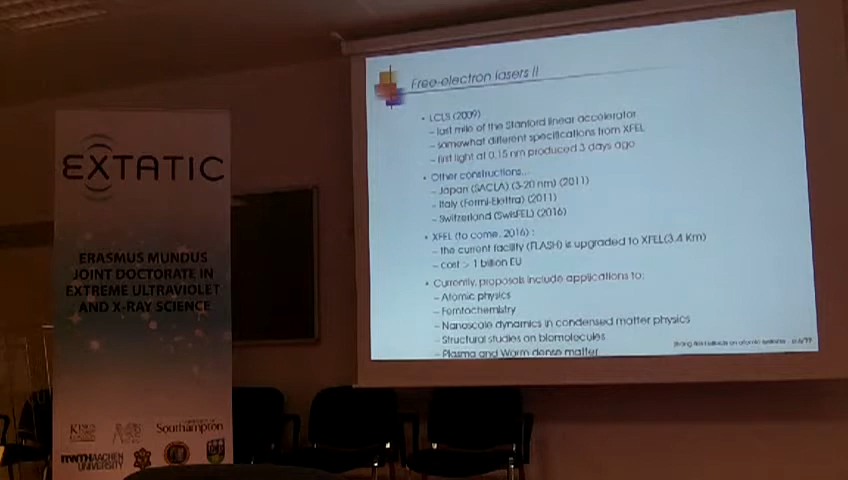 EXTATIC
ERASMUS MUNDUS
JOINT DOCTORATE IN
EXTREME ULTRAVIOLET
AND X-RAY SCIENCE
Southampton
RWTHAACHEN
UNIVERSITY
Free-electron lasers II
• LCLS (2009)
– last mile of the Stanford linear accelerator
– somewhat different specifications from XFEL
– first light at 0.15 nm produced 3 days ago
• Other constructions...
– Japan (SACLA) (3-20 nm) (2011)
– Italy (Fermi-Elettra) (2011)
– Switzerland (SwisFEL) (2016)
• XFEL (to come, 2016) :
– the current facility (FLASH) is upgraded to XFEL(3.4 Km)
– cost > 1 billion EU
• Currently, proposals include applications to:
– Atomic physics
– Femtochemistry
– Nanoscale dynamics in condensed matter physics
– Structural studies on biomolecules
– Plasma and Warm dense matter